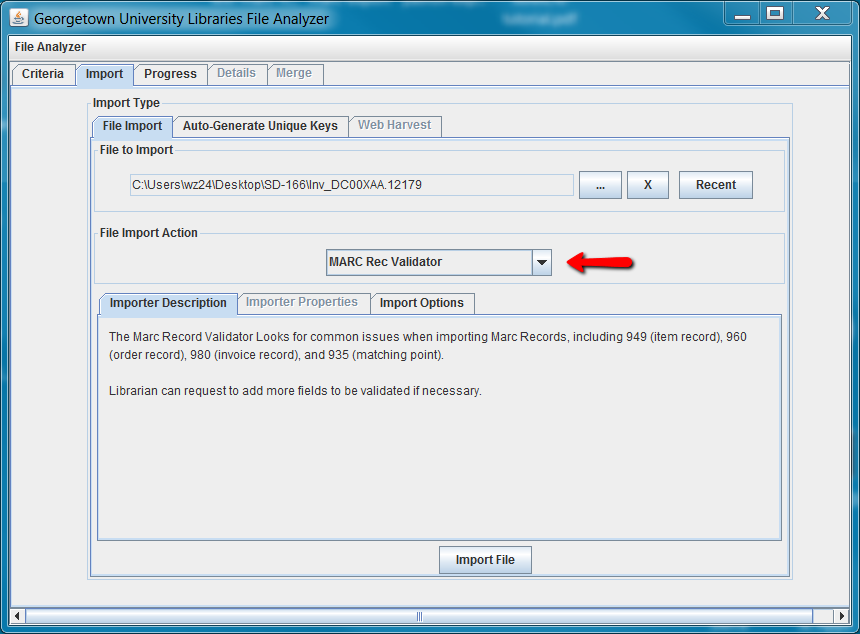 Georgetown University Libraries File Analyzer
File Analyzer
Criteria Import Progress Details Merge
Import Type
File Import Auto-Generate Unique Keys Web Harvest
File to Import
C:\Users\wz24\Desktop\SD-166\Inv_DC00XAA.12179 ... X Recent
File Import Action
MARC Rec Validator
Importer Description Importer Properties Import Options
The Marc Record Validator Looks for common issues when importing Marc Records, including 949 (item record), 960
(order record), 980 (invoice record), and 935 (matching point).
Librarian can request to add more fields to be validated if necessary.
Import File